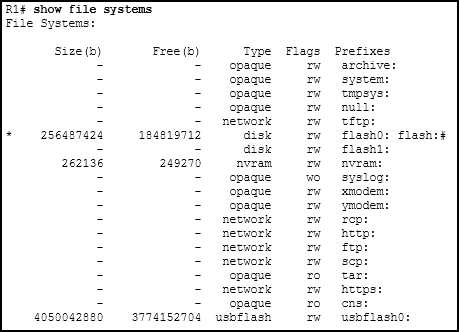 R1# show file systems
File Systems:
Size(b) Free(b) Type Flags Prefixes
- - opaque rw archive:
- - opaque rw system:
- - opaque rw tmpsys:
- - opaque rw null:
- - network rw tftp:
* 256487424 184819712 disk rw flash0: flash:#
- - disk rw flash1:
262136 249270 nvram rw nvram:
- - opaque wo syslog:
- - opaque rw xmodem:
- - opaque rw ymodem:
- - network rw rcp:
- - network rw http:
- - network rw ftp:
- - network rw scp:
- - opaque ro tar:
- - network rw https:
- - opaque ro cns:
4050042880 3774152704 usbflash rw usbflash0: